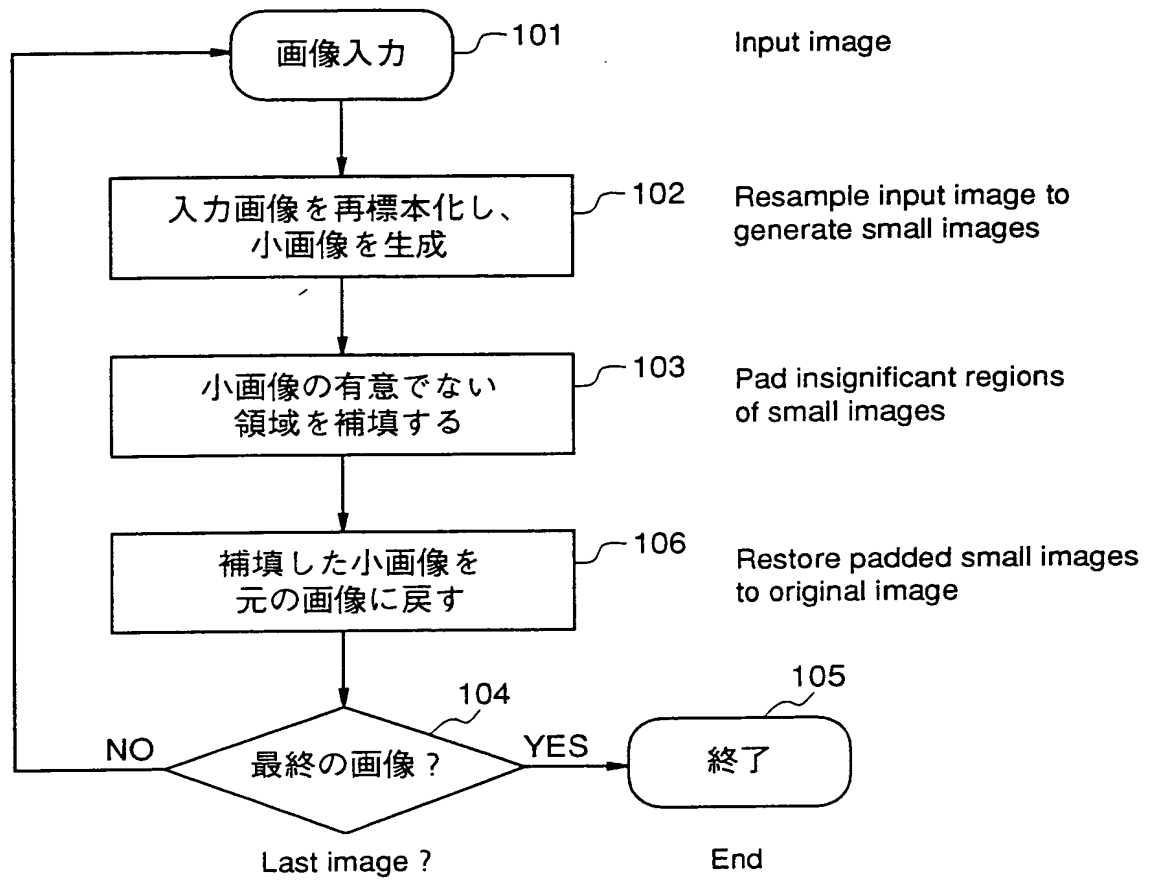 画像入力
101
Input image
入力画像を再標本化し、
小画像を生成
102
Resample input image to
generate small images
小画像の有意でない
領域を補填する
103
Pad insignificant regions
of small images
補填した小画像を
元の画像に戻す
106
Restore padded small images
to original image
104
105
NO
最終の画像?
YES
終了
Last image ?
End